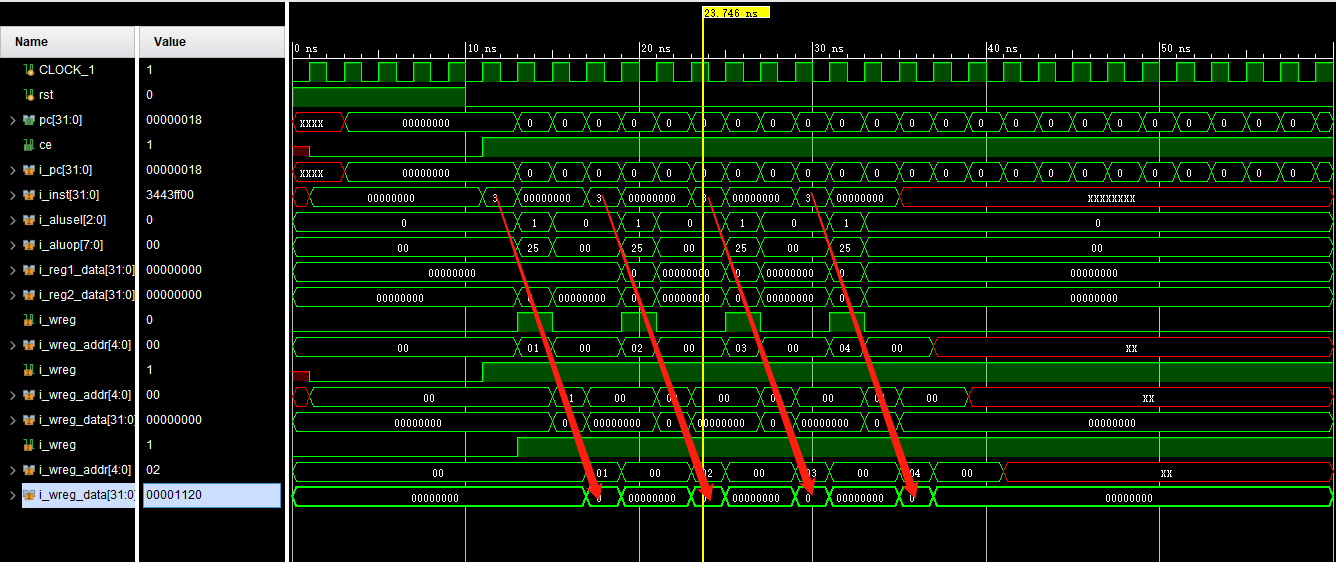 23.746 ns
Name Value
0 ns 10 ns 20 ns 30 ns 40 ns 50 ns
CLOCK_1 1
rst 0
pc[31:0] 00000018 XXXX 00000000 0 0 0 0 0 0 0 0 0 0 0 0 0 0 0 0 0 0 0 0 0 0 0
ce 1
i_pc[31:0] 00000018 XXXX 00000000 0 0 0 0 0 0 0 0 0 0 0 0 0 0 0 0 0 0 0 0 0 0 0
i_inst[31:0] 3443ff00 00000000 3 00000000 3 00000000 3 00000000 3 00000000 XXXXXXXX
i_alusel[2:0] 0 0 1 0 1 0 1 0 1 0
i_aluop[7:0] 00 00 25 00 25 00 25 00 25 00
i_reg1_data[31:0] 00000000 00000000 0 00000000 0 00000000 0 00000000
i_reg2_data[31:0] 00000000 00000000 0 00000000 0 00000000 0 00000000 0 00000000
i_wreg 0
i_wreg_addr[4:0] 00 00 01 00 02 00 03 00 04 00 XX
i_wreg 1
i_wreg_addr[4:0] 00 00 1 00 00 00 00 XX
i_wreg_data[31:0] 00000000 00000000 0 00000000 0 00000000 0 00000000 0 00000000
i_wreg 1
i_wreg_addr[4:0] 02 00 01 00 02 00 03 00 04 00 XX
i_wreg_data[31:0] 00001120 00000000 0 00000000 0 00000000 0 00000000 0 00000000